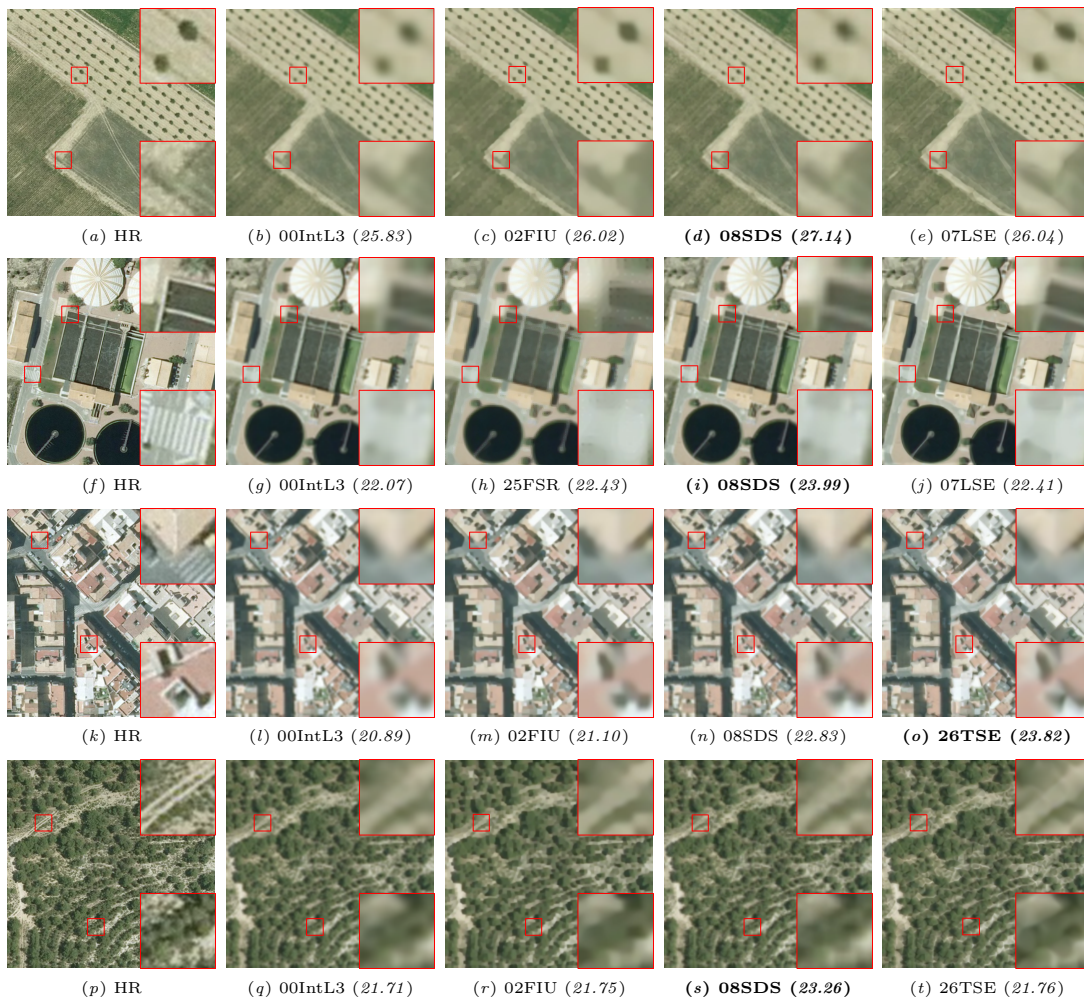 (a) HR
(b) 00IntL3 (25.83)
(c) 02FIU (26.02)
(d) 08SDS (27.14)
(e) 07LSE (26.04)
(f) HR
(g) 00IntL3 (22.07)
(h) 25FSR (22.43)
(i) 08SDS (23.99)
(j) 07LSE (22.41)
(k) HR
(l) 00IntL3 (20.89)
(m) 02FIU (21.10)
(n) 08SDS (22.83)
(o) 26TSE (23.82)
(p) HR
(q) 00IntL3 (21.71)
(r) 02FIU (21.75)
(s) 08SDS (23.26)
(t) 26TSE (21.76)